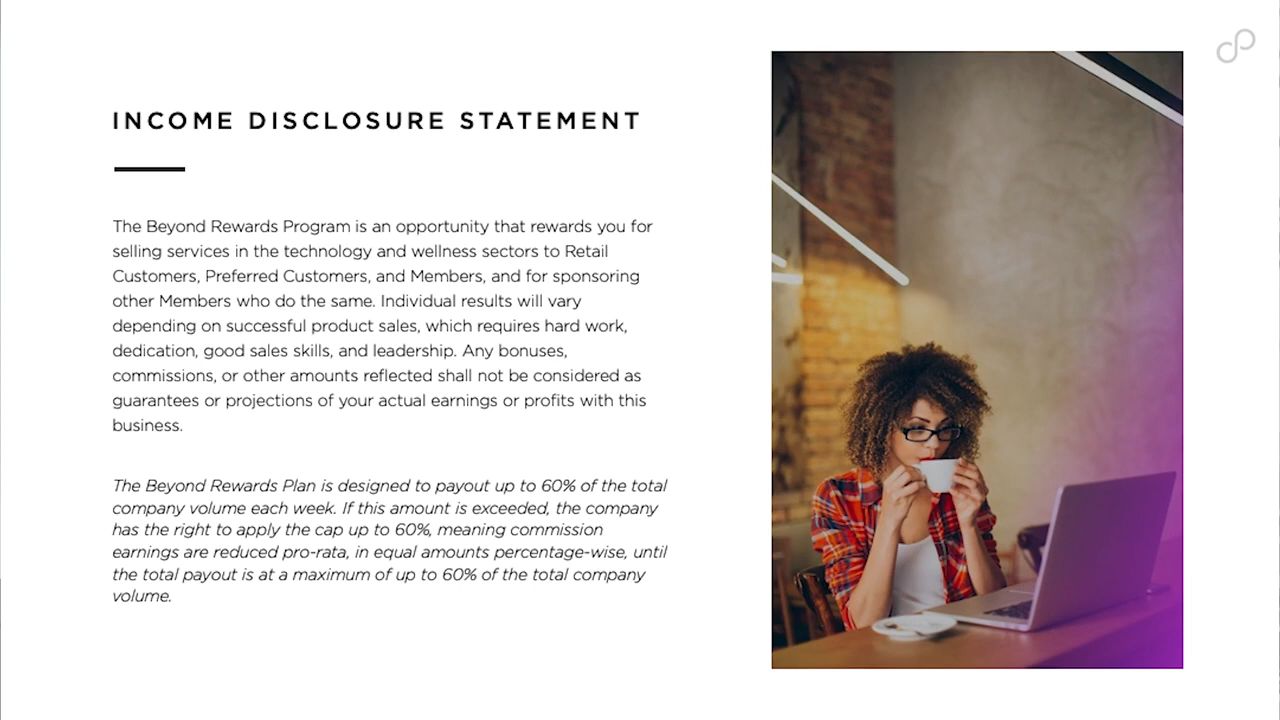 INCOME DISCLOSURE STATEMENT
The Beyond Rewards Program is an opportunity that rewards you for
selling services in the technology and wellness sectors to Retail
Customers, Preferred Customers, and Members, and for sponsoring
other Members who do the same. Individual results will vary
depending on successful product sales, which requires hard work,
dedication, good sales skills, and leadership. Any bonuses,
commissions, or other amounts reflected shall not be considered as
guarantees or projections of your actual earnings or profits with this
business.
The Beyond Rewards Plan is designed to payout up to 60% of the total
company volume each week. If this amount is exceeded, the company
has the right to apply the cap up to 60%, meaning commission
earnings are reduced pro-rata, in equal amounts percentage-wise, until
the total payout is at a maximum of up to 60% of the total company
volume.